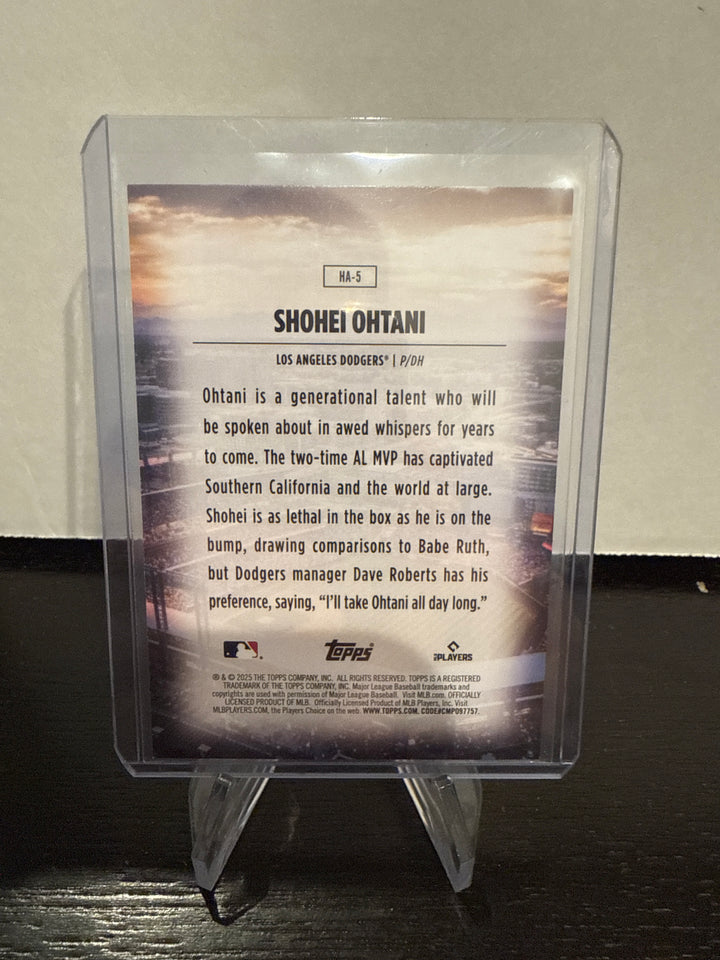 HA-5
SHOHEI OHTANI
LOS ANGELES DODGERS® | P/DH
Ohtani is a generational talent who will
be spoken about in awed whispers for years
to come. The two-time AL MVP has captivated
Southern California and the world at large.
Shohei is as lethal in the box as he is on the
bump, drawing comparisons to Babe Ruth,
but Dodgers manager Dave Roberts has his
preference, saying, “I’ll take Ohtani all day long.”
Topps® PLAYERS
® & © 2025 THE TOPPS COMPANY, INC. ALL RIGHTS RESERVED. TOPPS IS A REGISTERED
TRADEMARK OF THE TOPPS COMPANY, INC. Major League Baseball trademarks and
copyrights are used with permission of Major League Baseball. Visit MLB.com. OFFICIALLY
LICENSED PRODUCT OF MLB. Officially Licensed Product of MLB Players, Inc. Visit
MLBPLAYERS.COM, the Players Choice on the web. WWW.TOPPS.COM. CODE#CMP097757.